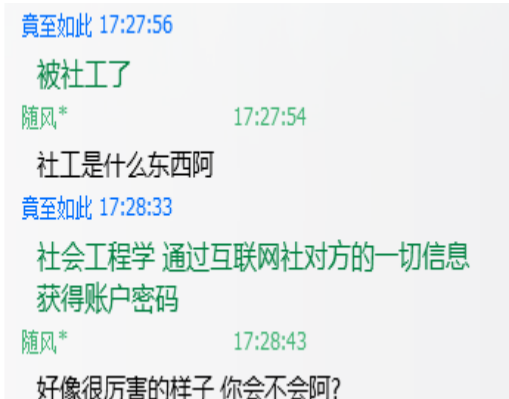 竟至如此 17:27:56
被社工了
随风* 17:27:54
社工是什么东西阿
竟至如此 17:28:33
社会工程学 通过互联网社对方的一切信息
获得账户密码
随风* 17:28:43
好像很厉害的样子 你会不会阿?